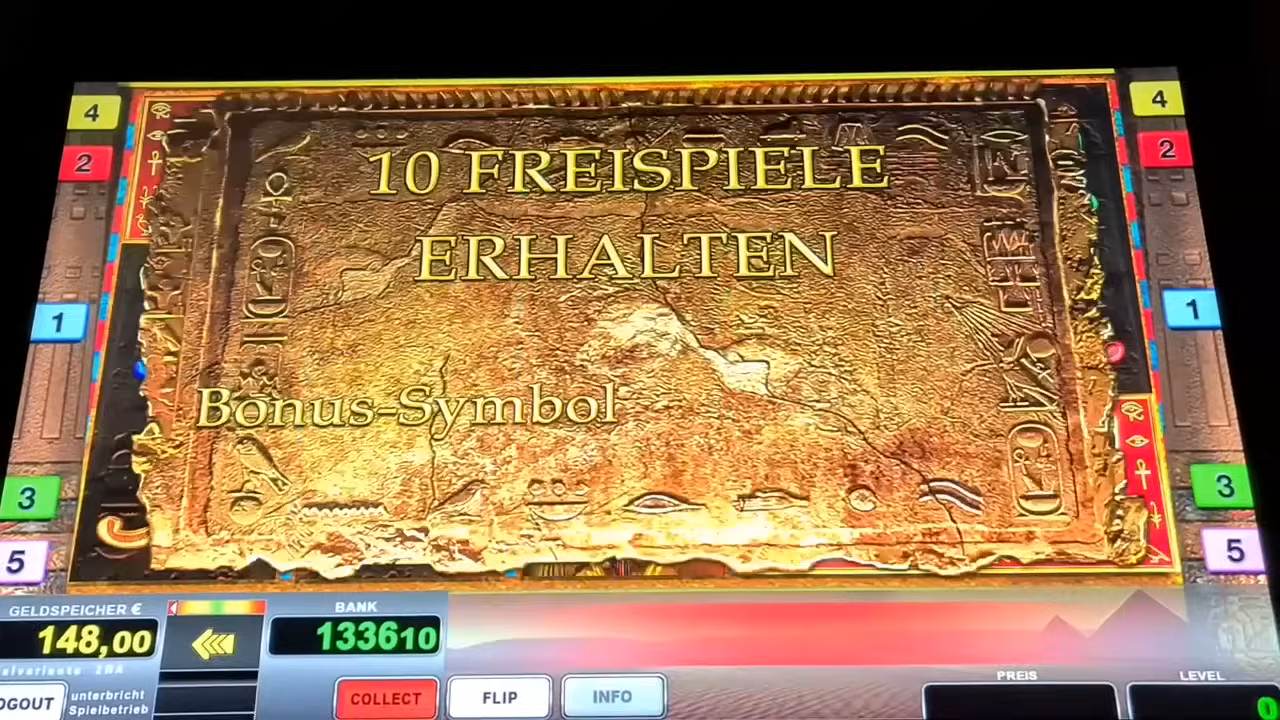 4
4
2
2
10 FREISPIELE
ERHALTEN
1
1
Bonus-Symbol
3
3
5
5
GELDSPEICHER €
BANK
148,00
133610
PREIS
LEVEL
unterbricht
Spielbetrieb
COLLECT
FLIP
INFO
0